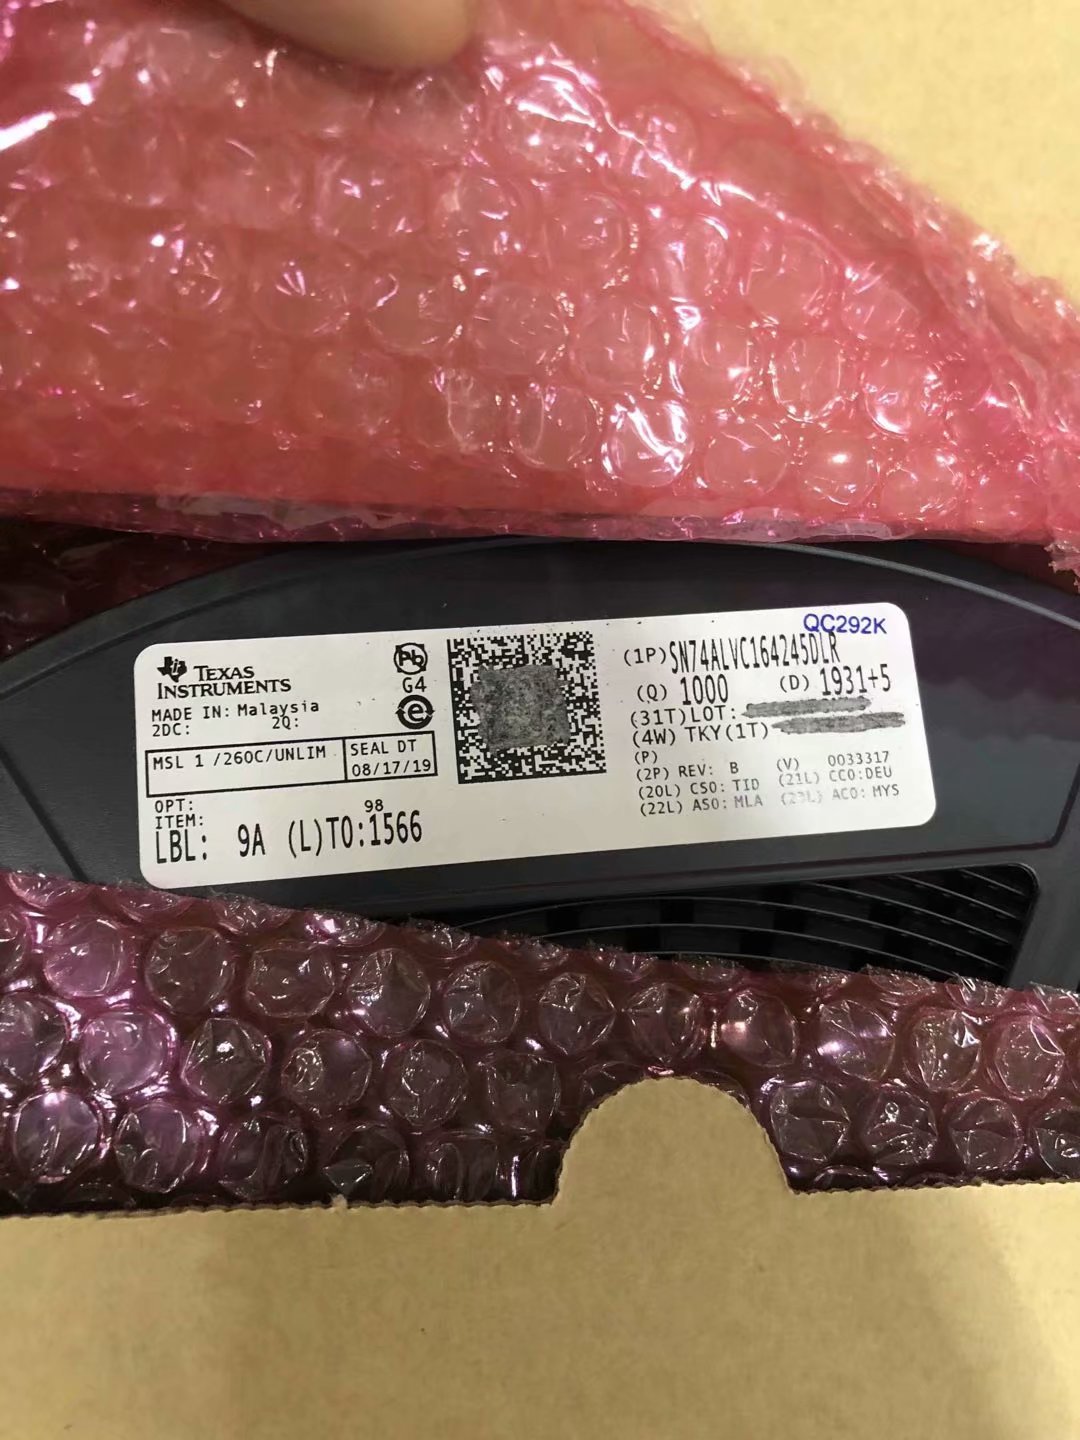 QC292K
TEXAS
INSTRUMENTS
MADE IN: Malaysia
2DC: 2Q:
MSL 1 /260C/UNLIM
SEAL DT
08/17/19
OPT:
ITEM: 98
LBL: 9A (L)TO:1566
Pb
G4
e
(1P)SN74ALVC164245DLR
(Q) 1000 (D) 1931+5
(31T)LOT:
(4W) TKY(1T)
(P)
(2P) REV: B (V) 0033317
(20L) CSO: TID (21L) CCO:DEU
(22L) ASO: MLA (23L) ACO: MYS